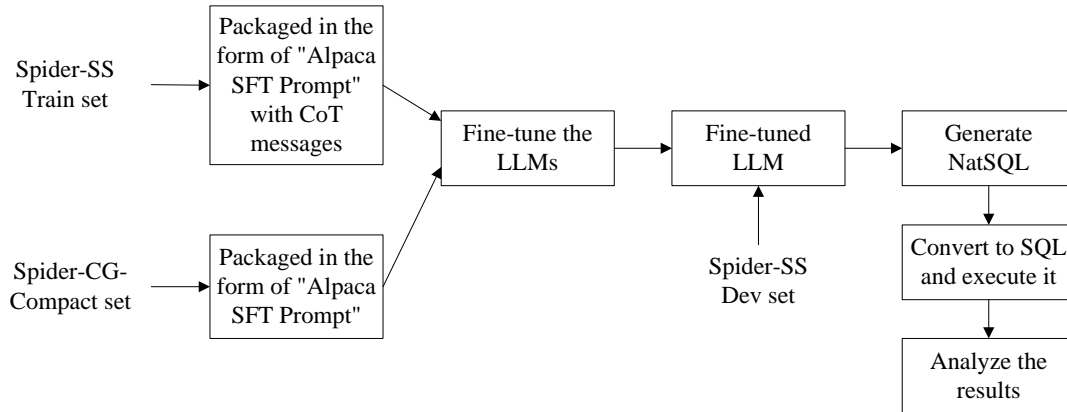 Spider-SS
Train set
Packaged in the
form of "Alpaca
SFT Prompt"
with CoT
messages
Spider-CG-
Compact set
Packaged in the
form of "Alpaca
SFT Prompt"
Fine-tune the
LLMs
Fine-tuned
LLM
Spider-SS
Dev set
Generate
NatSQL
Convert to SQL
and execute it
Analyze the
results